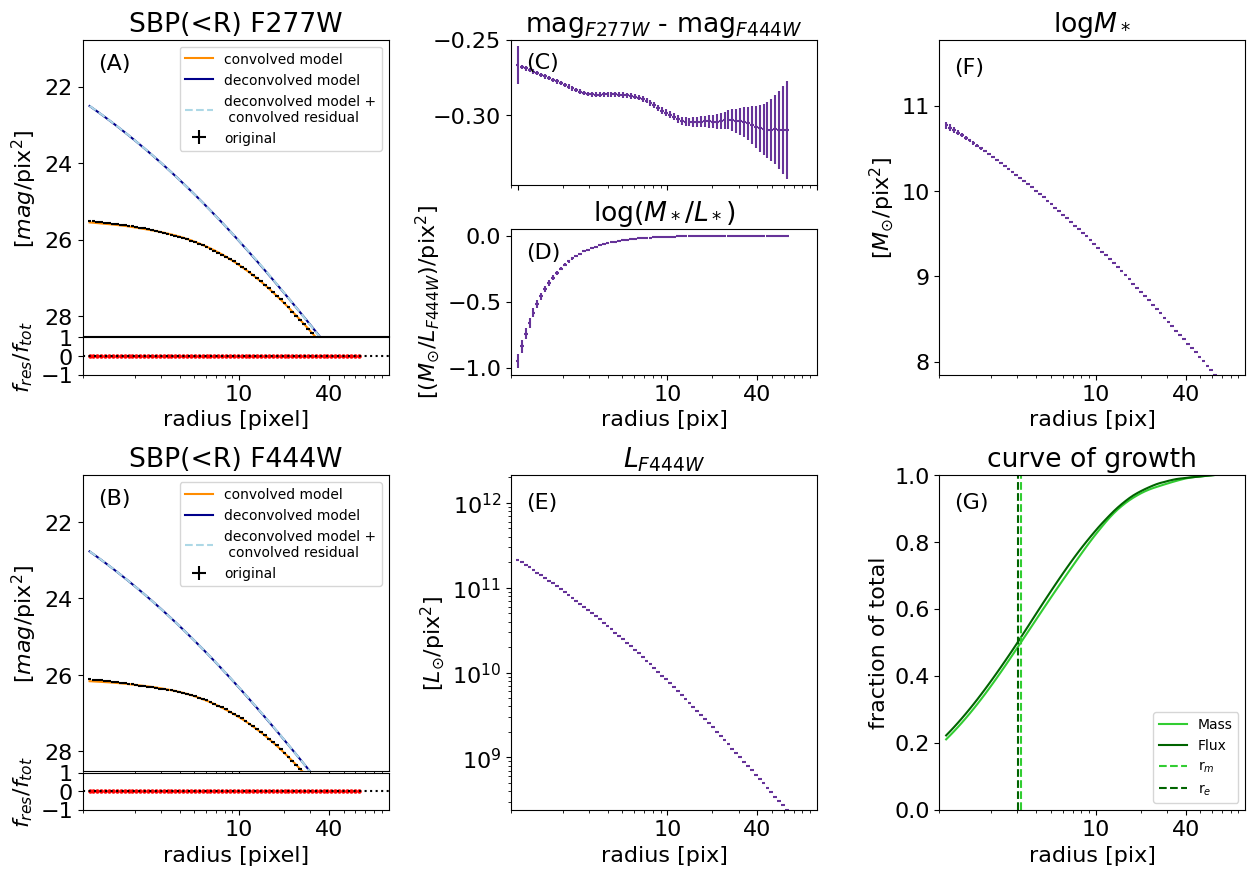 SBP(<R) F277W
(A)
convolved model
deconvolved model
deconvolved model +
convolved residual
original
22
24
26
28
[mag/pix²]
1
0
−1
f_res/f_tot
10
40
radius [pixel]
mag_F277W - mag_F444W
(C)
−0.25
−0.30
log(M_*/L_*)
(D)
0.0
−0.5
−1.0
[(M_⊙/L_F444W)/pix²]
10
40
radius [pix]
logM_*
(F)
11
10
9
8
[M_⊙/pix²]
10
40
radius [pix]
SBP(<R) F444W
(B)
convolved model
deconvolved model
deconvolved model +
convolved residual
original
22
24
26
28
[mag/pix²]
1
0
−1
f_res/f_tot
10
40
radius [pixel]
L_F444W
(E)
10¹²
10¹¹
10¹⁰
10⁹
[L_⊙/pix²]
10
40
radius [pix]
curve of growth
(G)
1.0
0.8
0.6
0.4
0.2
0.0
fraction of total
Mass
Flux
r_m
r_e
10
40
radius [pix]